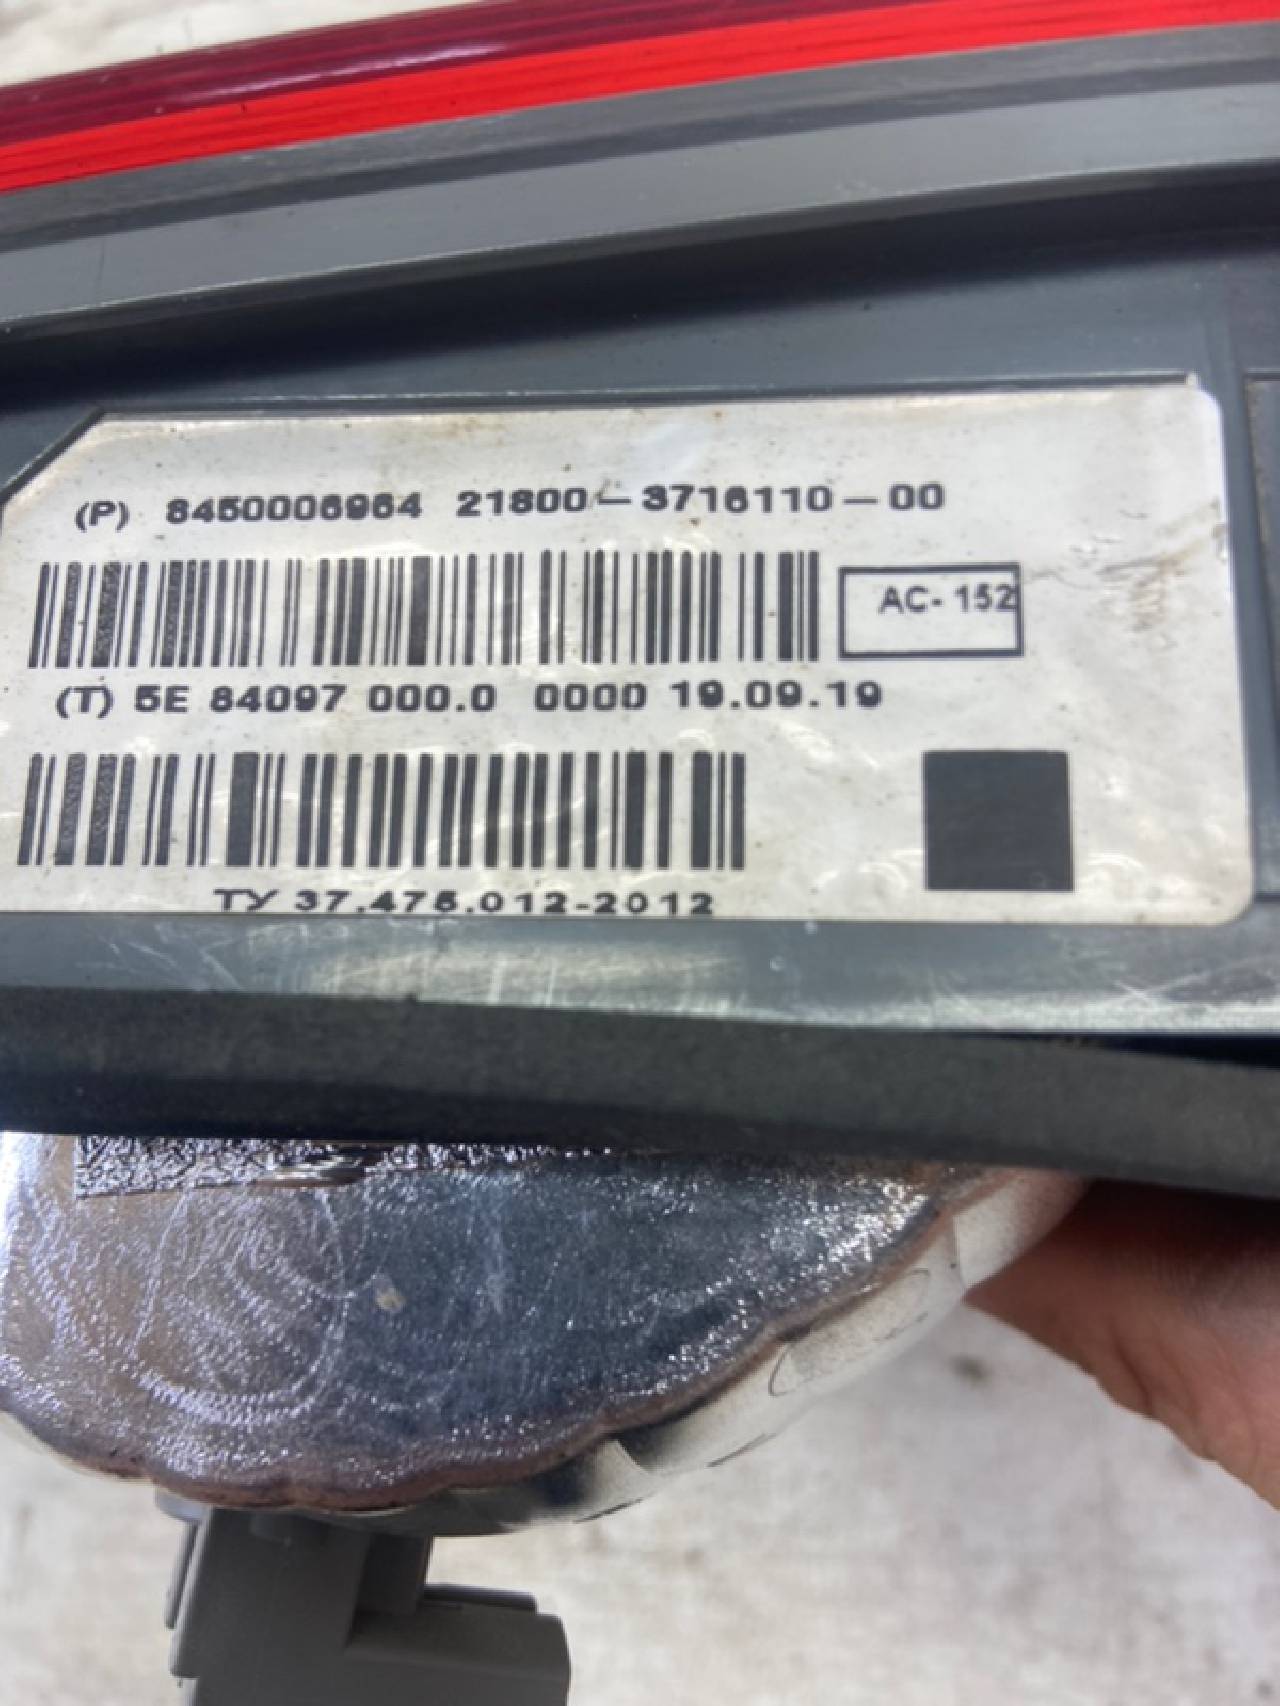 (P) 8450006964 21800-3716110-00
AC-152
(T) 5E 84097 000.0 0000 19.09.19
ТУ 37.475.012-2012